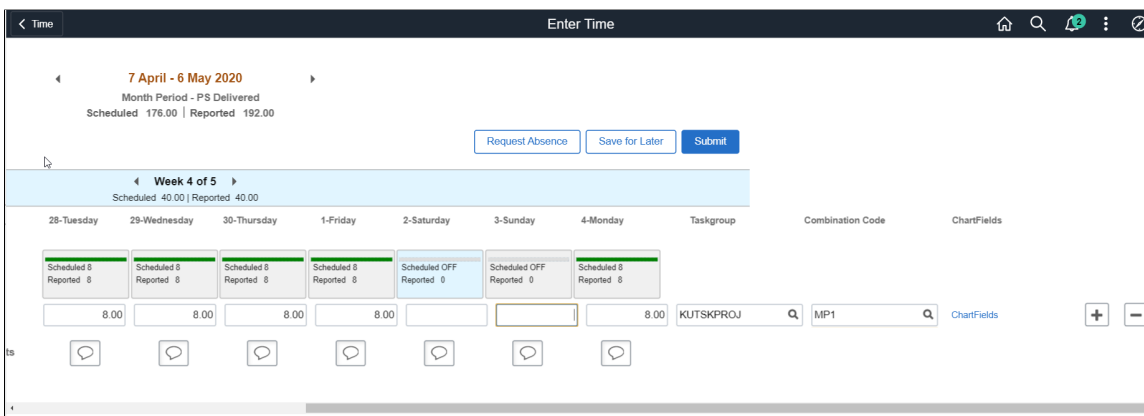 Time
Enter Time
2
7 April - 6 May 2020
Month Period - PS Delivered
Scheduled 176.00 | Reported 192.00
Request Absence
Save for Later
Submit
Week 4 of 5
Scheduled 40.00 | Reported 40.00
28-Tuesday 29-Wednesday 30-Thursday 1-Friday 2-Saturday 3-Sunday 4-Monday Taskgroup Combination Code ChartFields
Scheduled 8 Scheduled 8 Scheduled 8 Scheduled 8 Scheduled OFF Scheduled OFF Scheduled 8
Reported 8 Reported 8 Reported 8 Reported 8 Reported 0 Reported 0 Reported 8
8.00 8.00 8.00 8.00 8.00 KUTSKPROJ MP1 ChartFields
ts